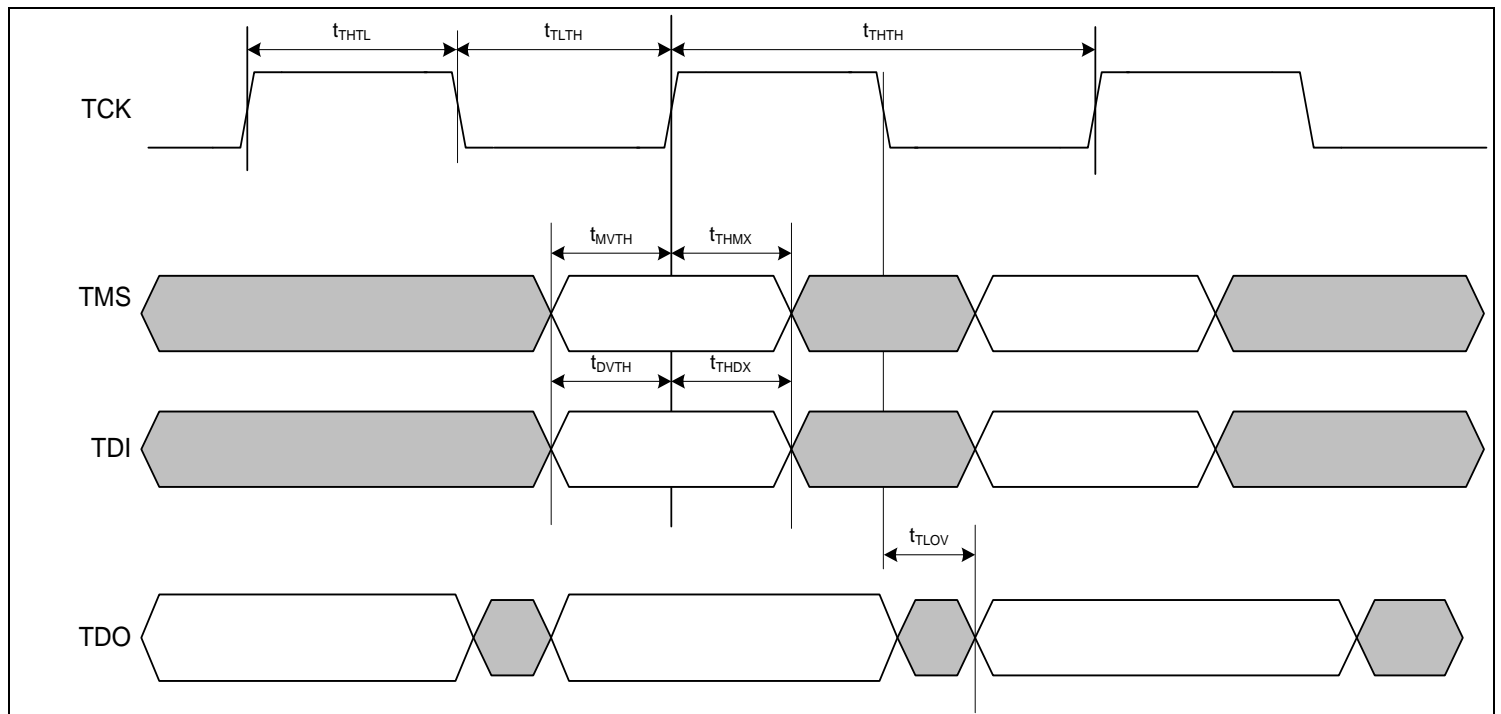 tTHTL tTLTH tTHTH
TCK
tMVTH tTHMX
TMS
tDVTH tTHDX
TDI
tTLOV
TDO